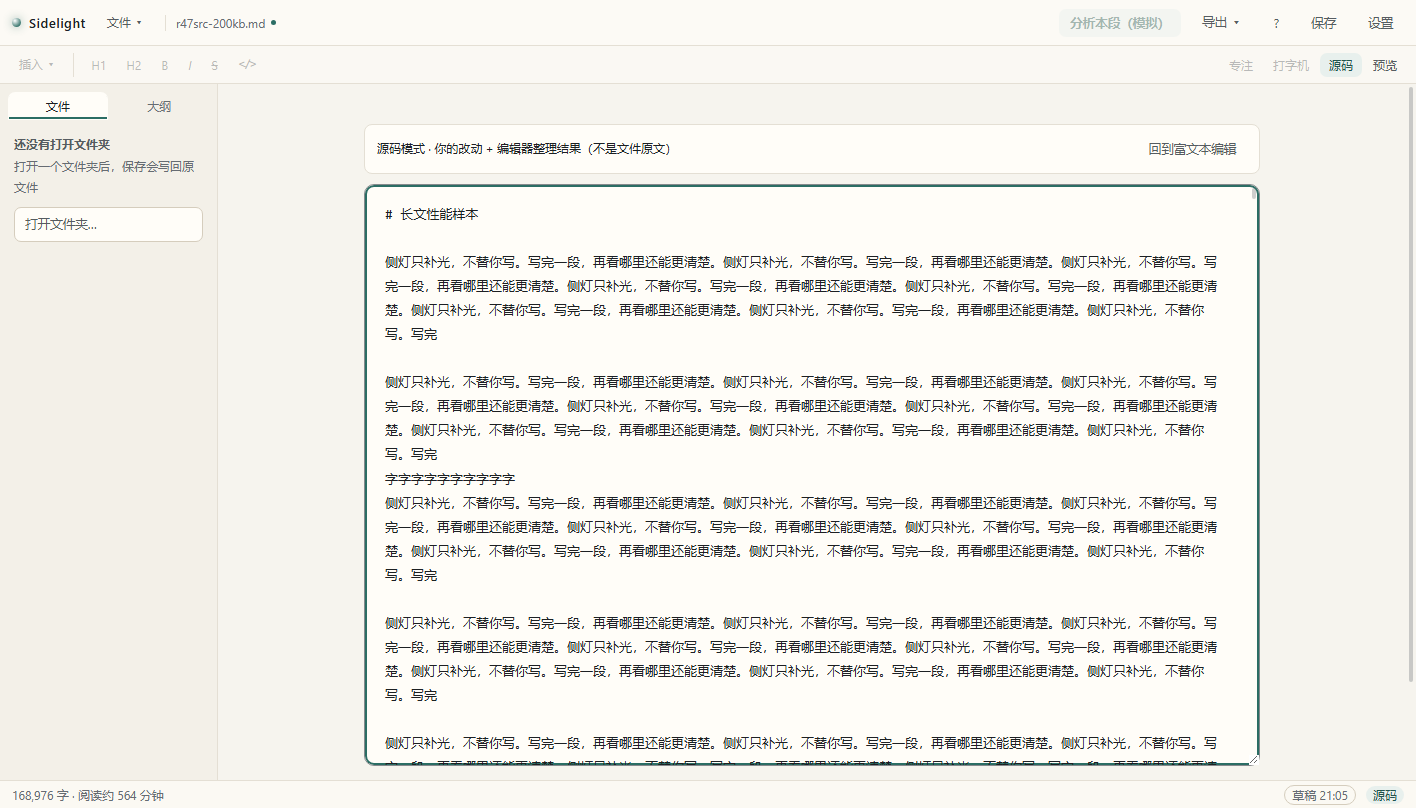 Sidelight 文件 r47src-200kb.md 分析本段（模拟） 导出 ? 保存 设置
插入 H1 H2 B I S </> 专注 打字机 源码 预览
文件 大纲
还没有打开文件夹
打开一个文件夹后，保存会写回原
文件
打开文件夹...
源码模式 · 你的改动 + 编辑器整理结果（不是文件原文） 回到富文本编辑
# 长文性能样本
侧灯只补光，不替你写。写完一段，再看哪里还能更清楚。侧灯只补光，不替你写。写完一段，再看哪里还能更清楚。侧灯只补光，不替你写。写
完一段，再看哪里还能更清楚。侧灯只补光，不替你写。写完一段，再看哪里还能更清楚。侧灯只补光，不替你写。写完一段，再看哪里还能更清
楚。侧灯只补光，不替你写。写完一段，再看哪里还能更清楚。侧灯只补光，不替你写。写完一段，再看哪里还能更清楚。侧灯只补光，不替你
写。写完
侧灯只补光，不替你写。写完一段，再看哪里还能更清楚。侧灯只补光，不替你写。写完一段，再看哪里还能更清楚。侧灯只补光，不替你写。写
完一段，再看哪里还能更清楚。侧灯只补光，不替你写。写完一段，再看哪里还能更清楚。侧灯只补光，不替你写。写完一段，再看哪里还能更清
楚。侧灯只补光，不替你写。写完一段，再看哪里还能更清楚。侧灯只补光，不替你写。写完一段，再看哪里还能更清楚。侧灯只补光，不替你
写。写完
字字字字字字字字字字
侧灯只补光，不替你写。写完一段，再看哪里还能更清楚。侧灯只补光，不替你写。写完一段，再看哪里还能更清楚。侧灯只补光，不替你写。写
完一段，再看哪里还能更清楚。侧灯只补光，不替你写。写完一段，再看哪里还能更清楚。侧灯只补光，不替你写。写完一段，再看哪里还能更清
楚。侧灯只补光，不替你写。写完一段，再看哪里还能更清楚。侧灯只补光，不替你写。写完一段，再看哪里还能更清楚。侧灯只补光，不替你
写。写完
侧灯只补光，不替你写。写完一段，再看哪里还能更清楚。侧灯只补光，不替你写。写完一段，再看哪里还能更清楚。侧灯只补光，不替你写。写
完一段，再看哪里还能更清楚。侧灯只补光，不替你写。写完一段，再看哪里还能更清楚。侧灯只补光，不替你写。写完一段，再看哪里还能更清
楚。侧灯只补光，不替你写。写完一段，再看哪里还能更清楚。侧灯只补光，不替你写。写完一段，再看哪里还能更清楚。侧灯只补光，不替你
写。写完
侧灯只补光，不替你写。写完一段，再看哪里还能更清楚。侧灯只补光，不替你写。写完一段，再看哪里还能更清楚。侧灯只补光，不替你写。写
168,976 字 · 阅读约 564 分钟 草稿 21:05 源码